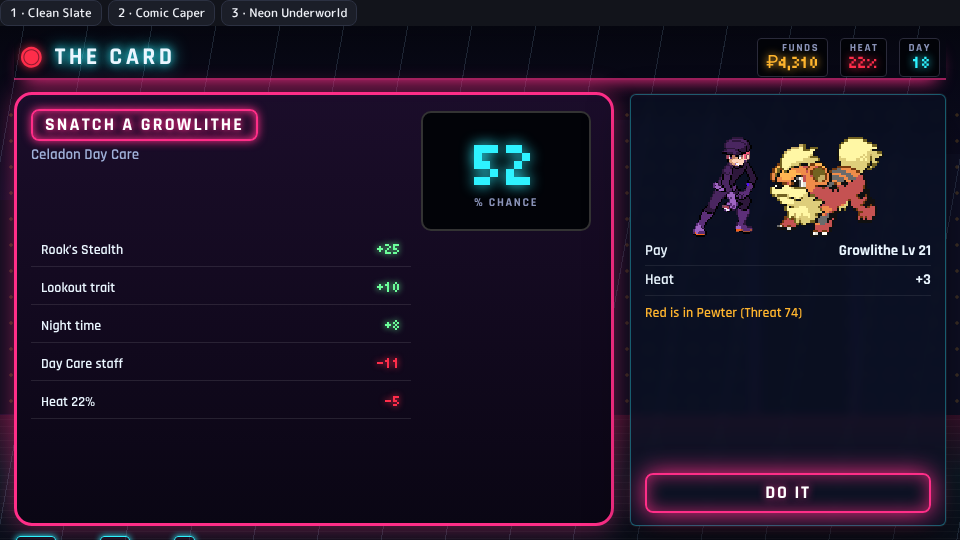 1 · Clean Slate
2 · Comic Caper
3 · Neon Underworld
THE CARD
FUNDS
₽4,310
HEAT
22%
DAY
18
SNATCH A GROWLITHE
Celadon Day Care
52
% CHANCE
Rook's Stealth +25
Lookout trait +10
Night time +8
Day Care staff -11
Heat 22% -5
Pay Growlithe Lv 21
Heat +3
Red is in Pewter (Threat 74)
DO IT